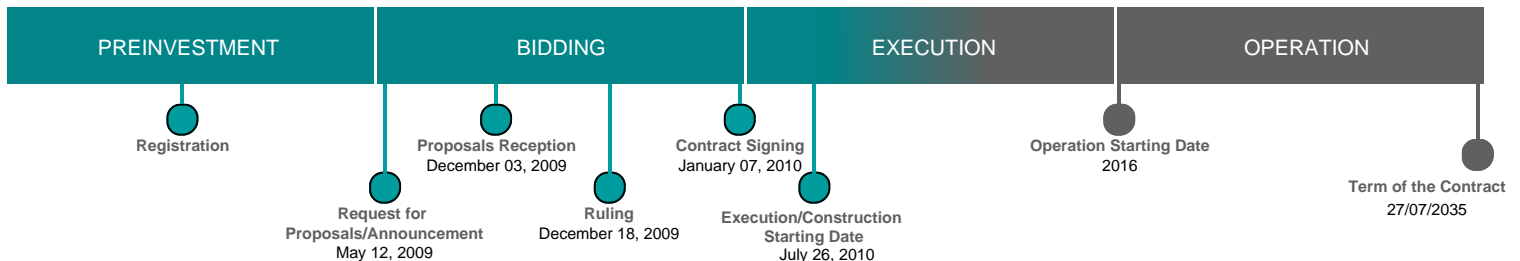 PREINVESTMENT
BIDDING
EXECUTION
OPERATION
Registration
Request for
Proposals/Announcement
May 12, 2009
Proposals Reception
December 03, 2009
Ruling
December 18, 2009
Contract Signing
January 07, 2010
Execution/Construction
Starting Date
July 26, 2010
Operation Starting Date
2016
Term of the Contract
27/07/2035